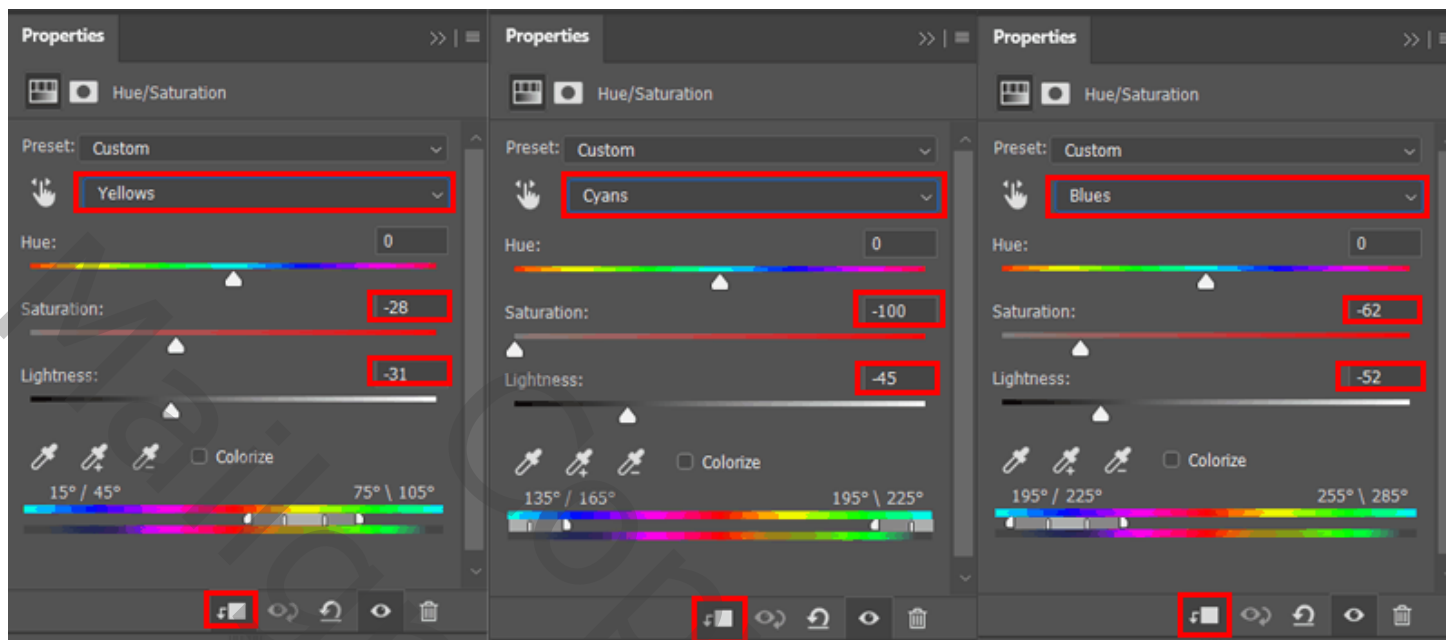 Properties
Hue/Saturation
Preset: Custom
Yellows
Hue: 0
Saturation: -28
Lightness: -31
Colorize
15° / 45° 75° \ 105°
Properties
Hue/Saturation
Preset: Custom
Cyans
Hue: 0
Saturation: -100
Lightness: -45
Colorize
135° / 165° 195° \ 225°
Properties
Hue/Saturation
Preset: Custom
Blues
Hue: 0
Saturation: -62
Lightness: -52
Colorize
195° / 225° 255° \ 285°